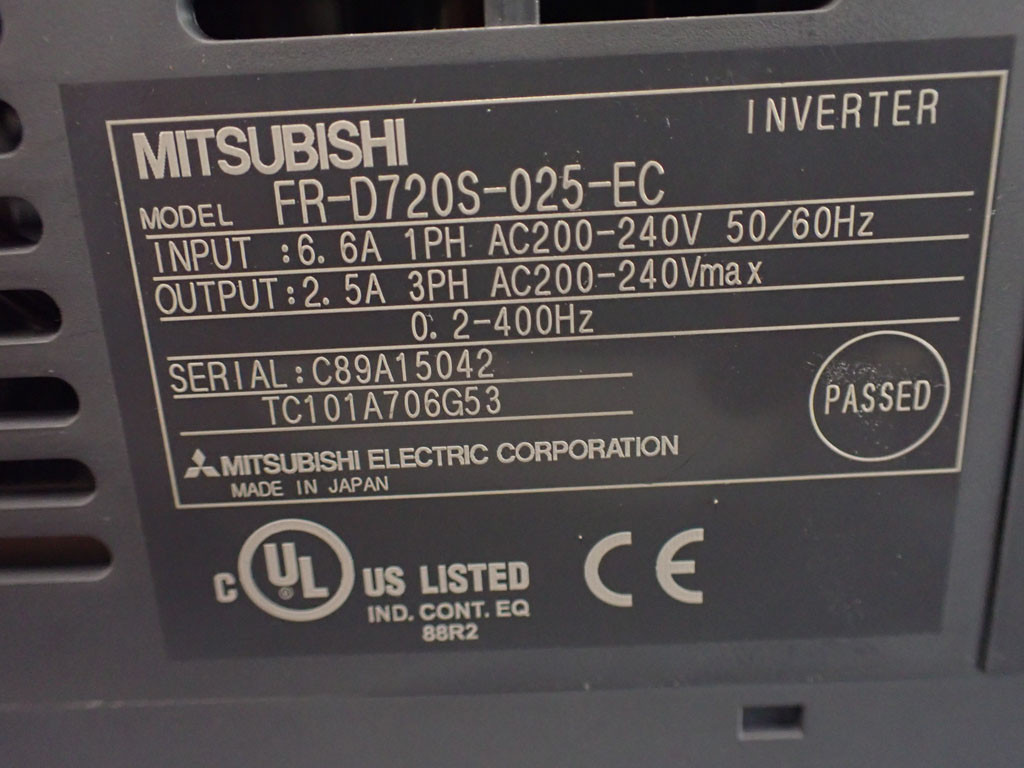 INVERTER
MITSUBISHI
MODEL FR-D720S-025-EC
INPUT :6.6A 1PH AC200-240V 50/60Hz
OUTPUT:2.5A 3PH AC200-240Vmax
0.2-400Hz
SERIAL:C89A15042
TC101A706G53
PASSED
MITSUBISHI ELECTRIC CORPORATION
MADE IN JAPAN
C UL ® US LISTED
IND. CONT. EQ
88R2
CE